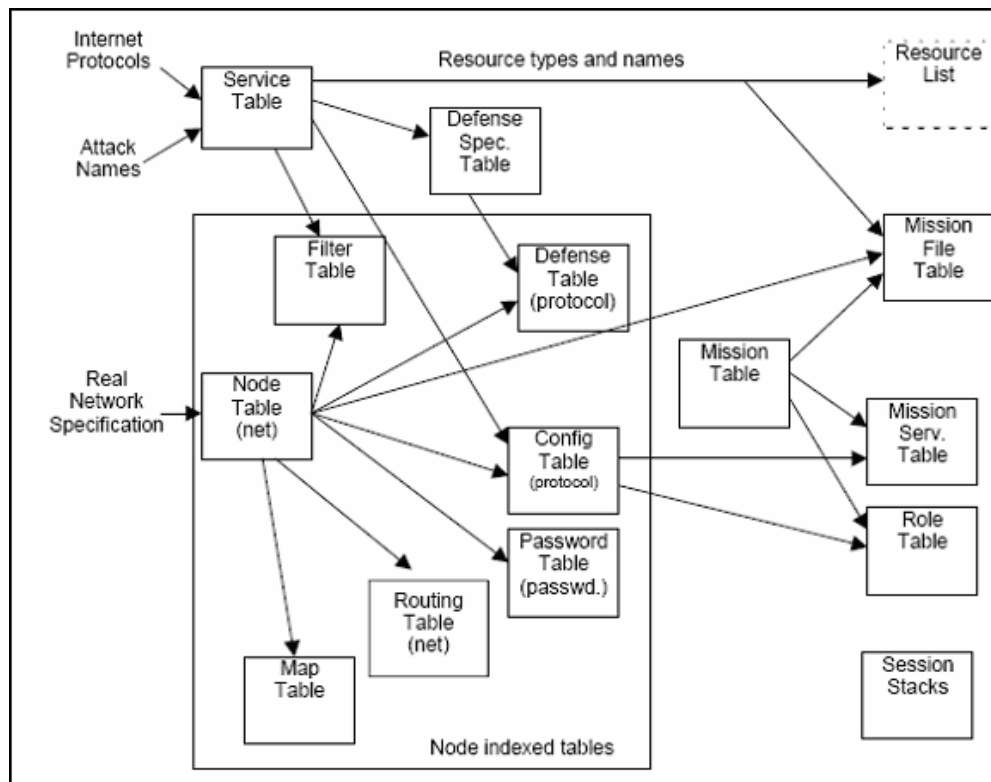 Internet
Protocols
Attack
Names
Service
Table
Resource types and names
Resource
List
Defense
Spec.
Table
Filter
Table
Defense
Table
(protocol)
Mission
File
Table
Real
Network
Specification
Node
Table
(net)
Mission
Table
Config
Table
(protocol)
Mission
Serv.
Table
Password
Table
(passwd.)
Role
Table
Routing
Table
(net)
Map
Table
Session
Stacks
Node indexed tables